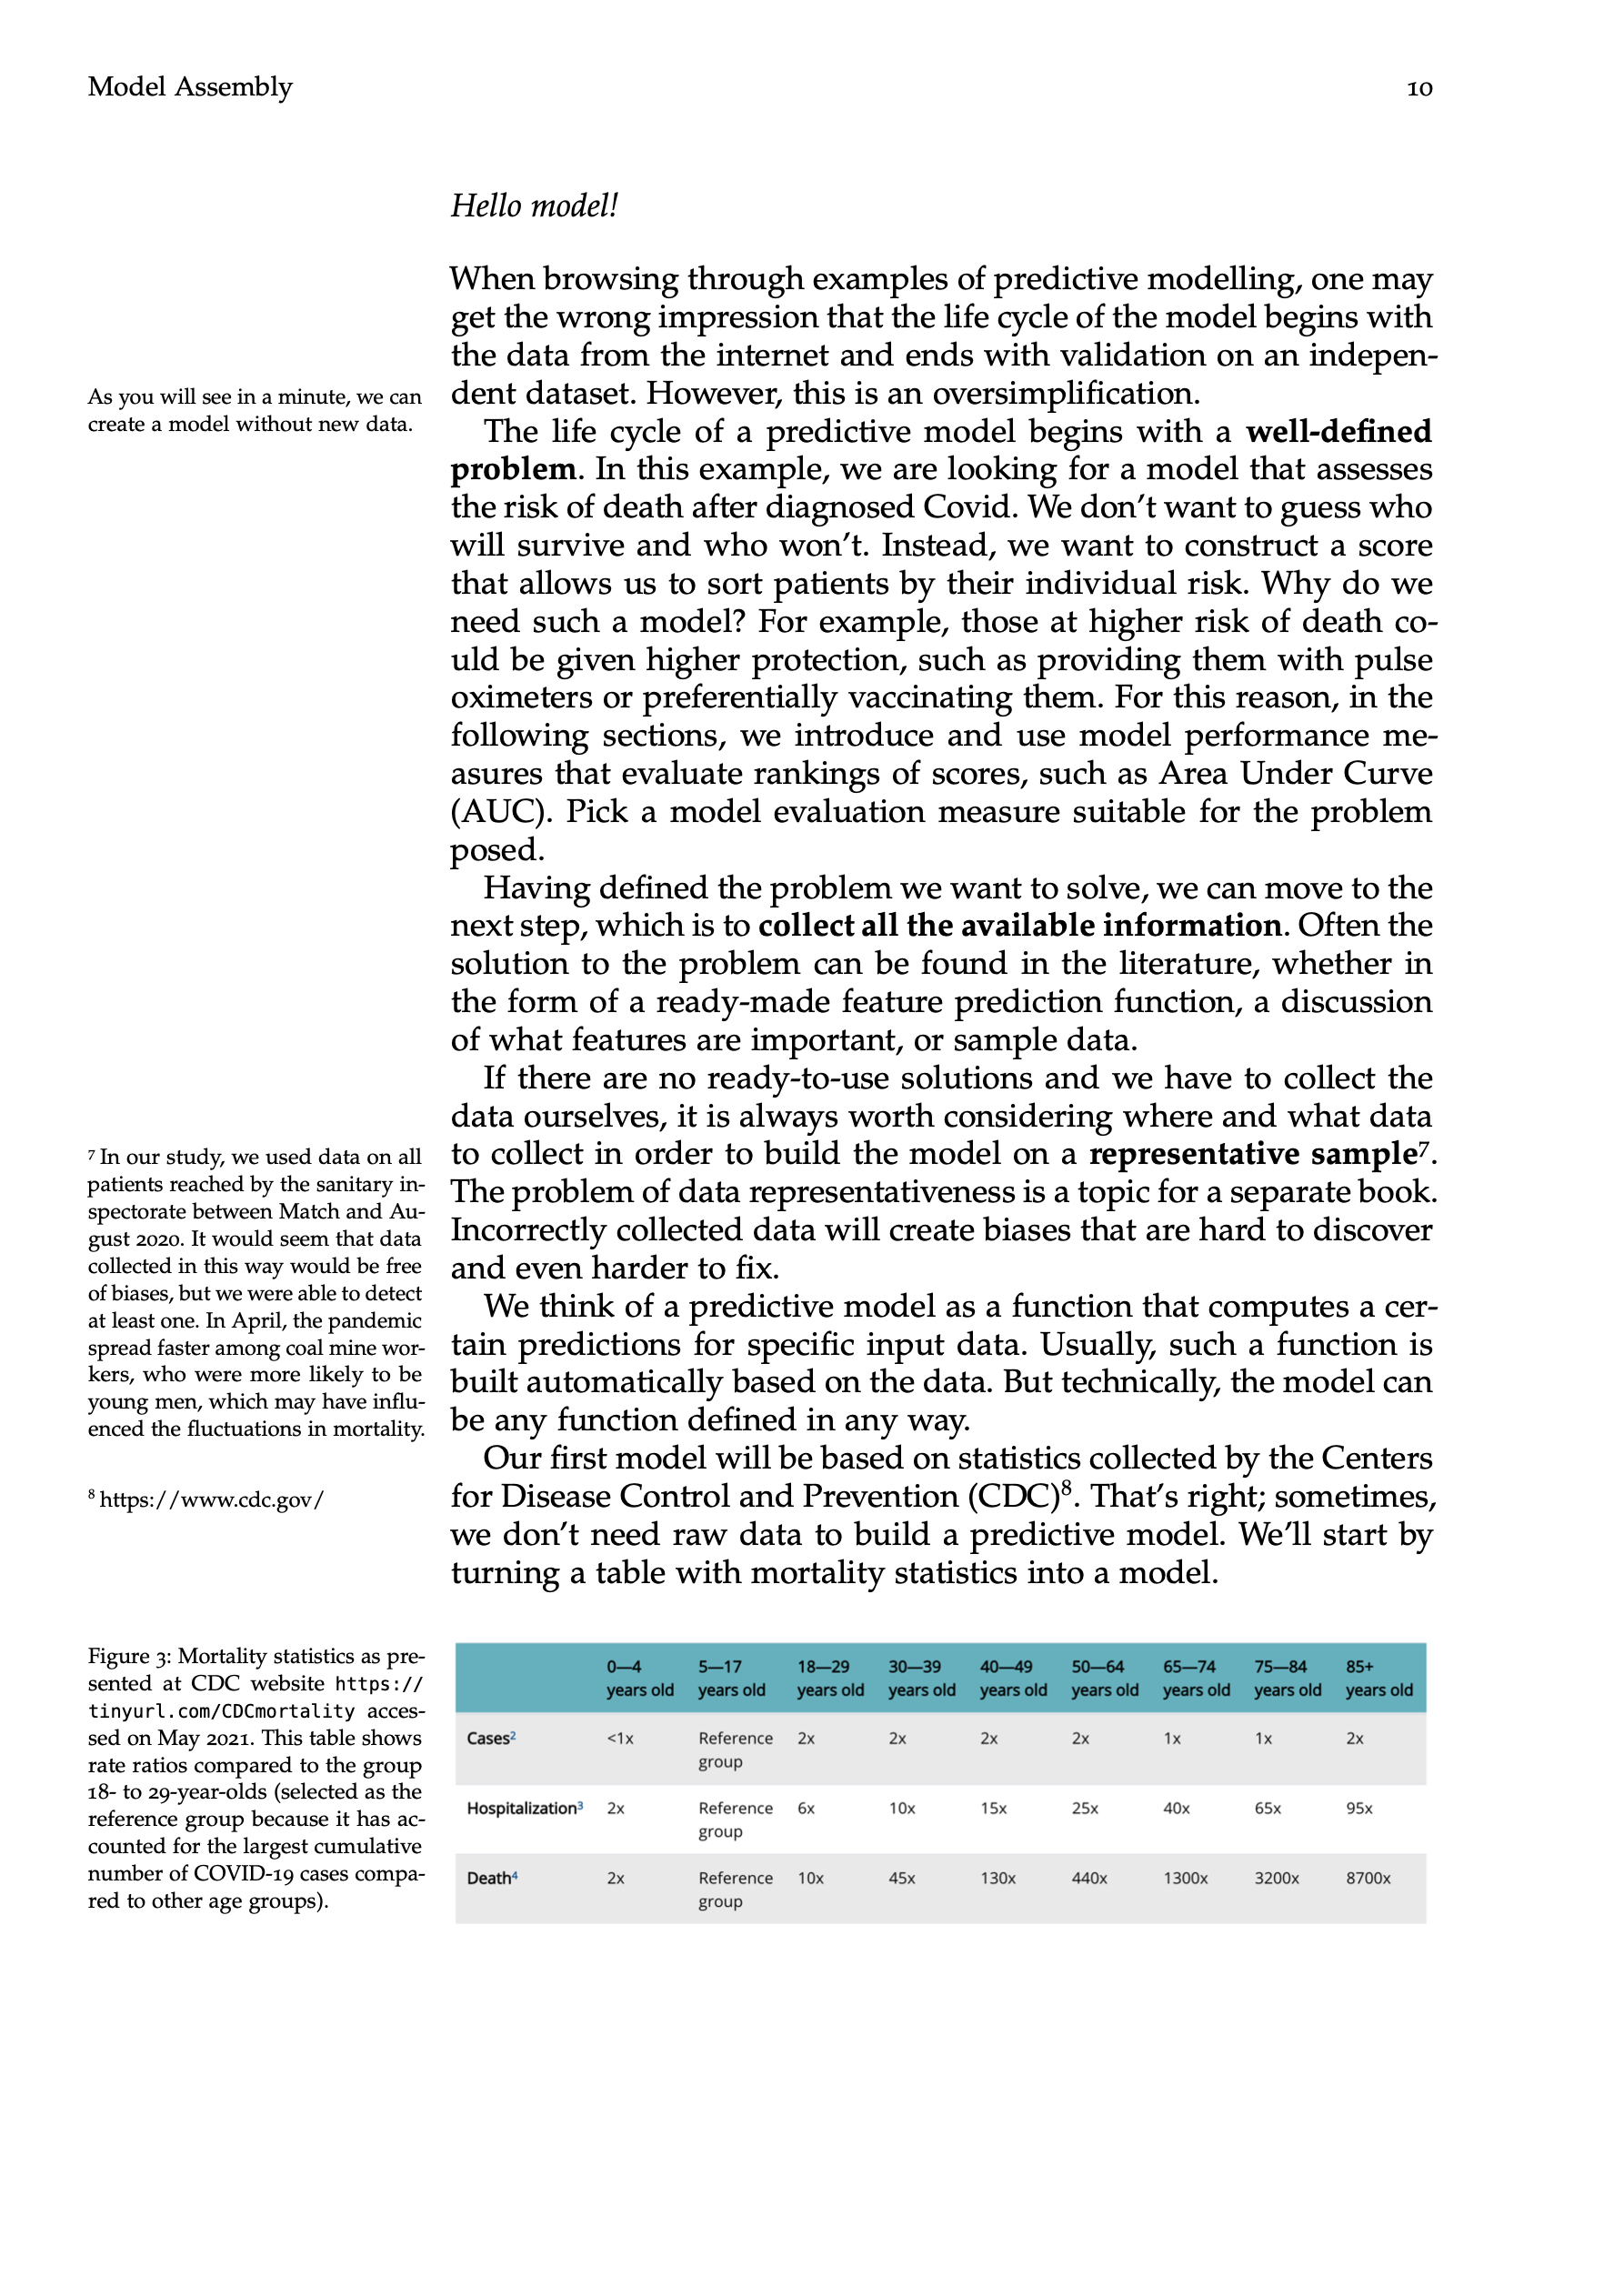 Model Assembly 10
Hello model!
When browsing through examples of predictive modelling, one may
get the wrong impression that the life cycle of the model begins with
the data from the internet and ends with validation on an indepen-
dent dataset. However, this is an oversimplification.
As you will see in a minute, we can
create a model without new data.
The life cycle of a predictive model begins with a well-defined
problem. In this example, we are looking for a model that assesses
the risk of death after diagnosed Covid. We don't want to guess who
will survive and who won't. Instead, we want to construct a score
that allows us to sort patients by their individual risk. Why do we
need such a model? For example, those at higher risk of death co-
uld be given higher protection, such as providing them with pulse
oximeters or preferentially vaccinating them. For this reason, in the
following sections, we introduce and use model performance me-
asures that evaluate rankings of scores, such as Area Under Curve
(AUC). Pick a model evaluation measure suitable for the problem
posed.
Having defined the problem we want to solve, we can move to the
next step, which is to collect all the available information. Often the
solution to the problem can be found in the literature, whether in
the form of a ready-made feature prediction function, a discussion
of what features are important, or sample data.
If there are no ready-to-use solutions and we have to collect the
data ourselves, it is always worth considering where and what data
to collect in order to build the model on a representative sample⁷.
The problem of data representativeness is a topic for a separate book.
Incorrectly collected data will create biases that are hard to discover
and even harder to fix.
⁷ In our study, we used data on all
patients reached by the sanitary in-
spectorate between Match and Au-
gust 2020. It would seem that data
collected in this way would be free
of biases, but we were able to detect
at least one. In April, the pandemic
spread faster among coal mine wor-
kers, who were more likely to be
young men, which may have influ-
enced the fluctuations in mortality.
We think of a predictive model as a function that computes a cer-
tain predictions for specific input data. Usually, such a function is
built automatically based on the data. But technically, the model can
be any function defined in any way.
Our first model will be based on statistics collected by the Centers
for Disease Control and Prevention (CDC)⁸. That's right; sometimes,
we don't need raw data to build a predictive model. We'll start by
turning a table with mortality statistics into a model.
⁸ https://www.cdc.gov/
Figure 3: Mortality statistics as pre-
sented at CDC website https://
tinyurl.com/CDCmortality acces-
sed on May 2021. This table shows
rate ratios compared to the group
18- to 29-year-olds (selected as the
reference group because it has ac-
counted for the largest cumulative
number of COVID-19 cases compa-
red to other age groups).
0—4 5—17 18—29 30—39 40—49 50—64 65—74 75—84 85+
years old years old years old years old years old years old years old years old years old
Cases² <1x Reference 2x 2x 2x 2x 1x 1x 2x
group
Hospitalization³ 2x Reference 6x 10x 15x 25x 40x 65x 95x
group
Death⁴ 2x Reference 10x 45x 130x 440x 1300x 3200x 8700x
group